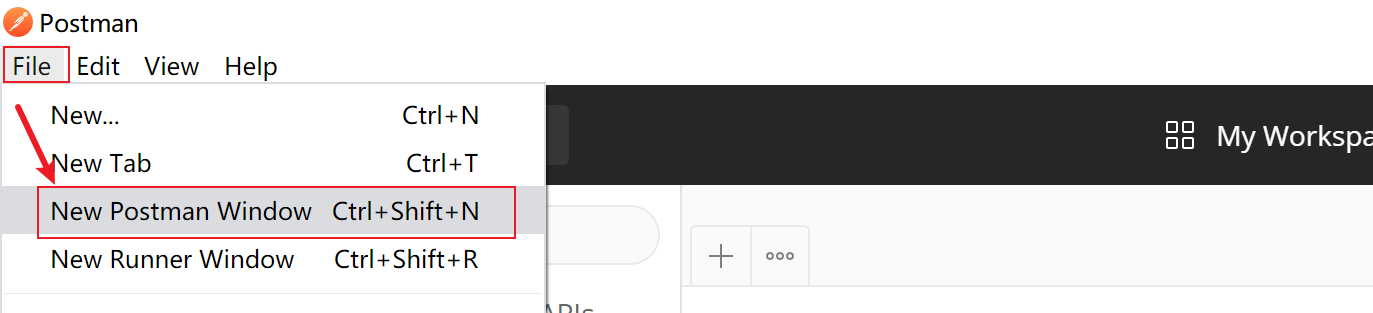 Postman
File Edit View Help
New... Ctrl+N
My Workspa
New Tab Ctrl+T
New Postman Window Ctrl+Shift+N
New Runner Window Ctrl+Shift+R
APIs